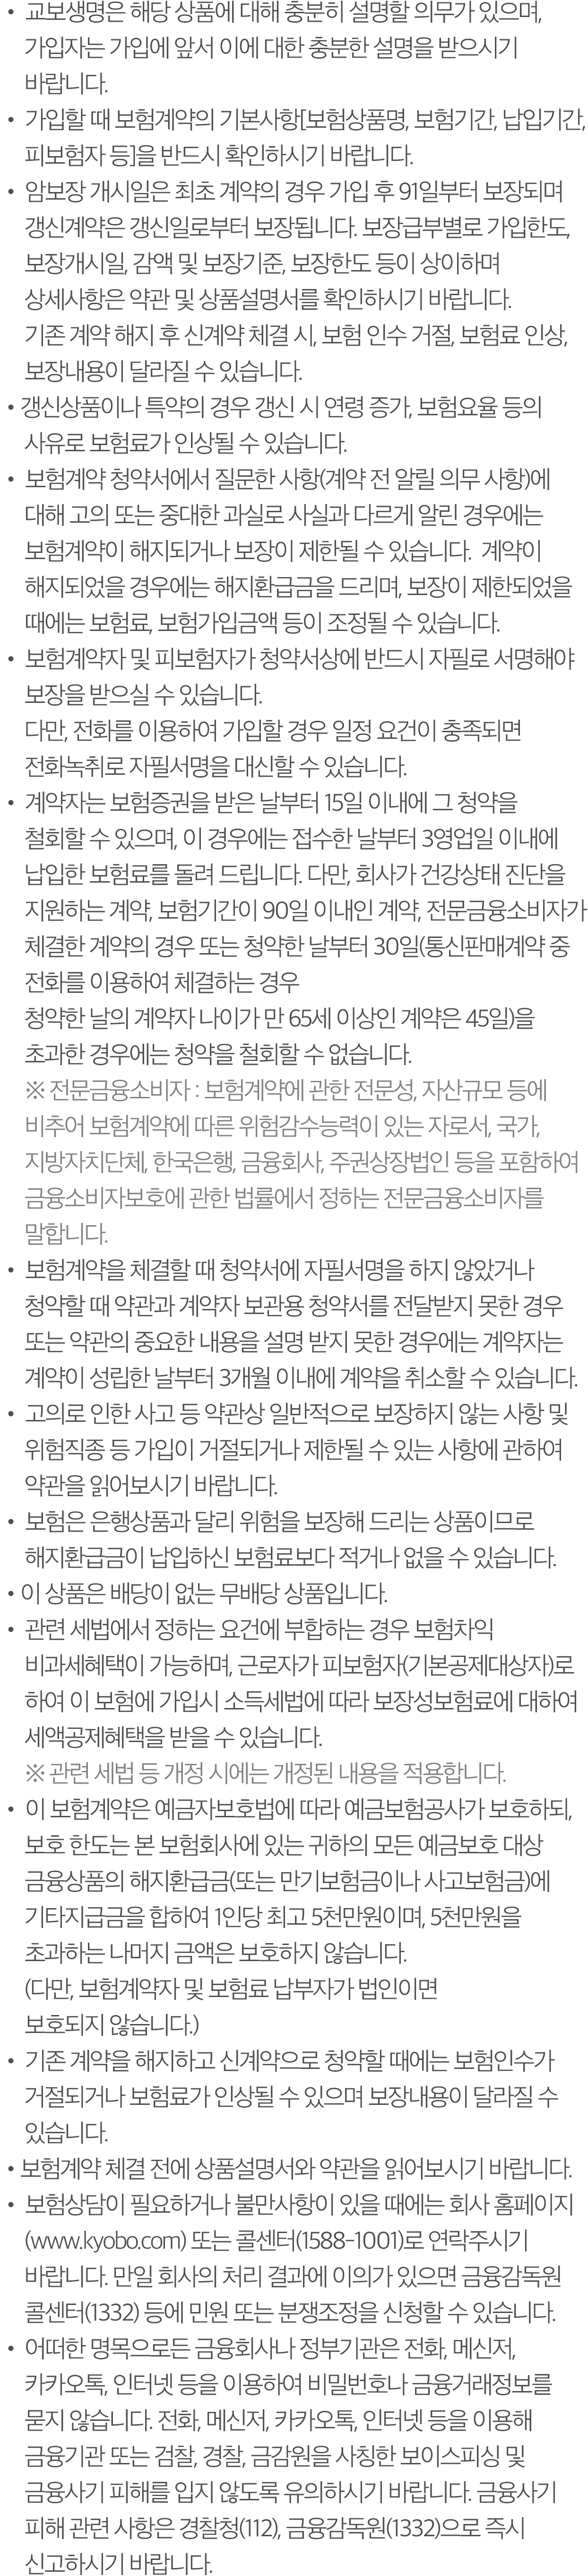 • 교보생명은 해당 상품에 대해 충분히 설명할 의무가 있으며,
가입자는 가입에 앞서 이에 대한 충분한 설명을 받으시기
바랍니다.
• 가입할 때 보험계약의 기본사항[보험상품명, 보험기간, 납입기간,
피보험자 등]을 반드시 확인하시기 바랍니다.
• 암보장 개시일은 최초 계약의 경우 가입 후 91일부터 보장되며
갱신계약은 갱신일로부터 보장됩니다. 보장급부별로 가입한도,
보장개시일, 감액 및 보장기준, 보장한도 등이 상이하며
상세사항은 약관 및 상품설명서를 확인하시기 바랍니다.
기존 계약 해지 후 신계약 체결 시, 보험 인수 거절, 보험료 인상,
보장내용이 달라질 수 있습니다.
• 갱신상품이나 특약의 경우 갱신 시 연령 증가, 보험요율 등의
사유로 보험료가 인상될 수 있습니다.
• 보험계약 청약서에서 질문한 사항(계약 전 알릴 의무 사항)에
대해 고의 또는 중대한 과실로 사실과 다르게 알린 경우에는
보험계약이 해지되거나 보장이 제한될 수 있습니다. 계약이
해지되었을 경우에는 해지환급금을 드리며, 보장이 제한되었을
때에는 보험료, 보험가입금액 등이 조정될 수 있습니다.
• 보험계약자 및 피보험자가 청약서상에 반드시 자필로 서명해야
보장을 받으실 수 있습니다.
다만, 전화를 이용하여 가입할 경우 일정 요건이 충족되면
전화녹취로 자필서명을 대신할 수 있습니다.
• 계약자는 보험증권을 받은 날부터 15일 이내에 그 청약을
철회할 수 있으며, 이 경우에는 접수한 날부터 3영업일 이내에
납입한 보험료를 돌려 드립니다. 다만, 회사가 건강상태 진단을
지원하는 계약, 보험기간이 90일 이내인 계약, 전문금융소비자가
체결한 계약의 경우 또는 청약한 날부터 30일(통신판매계약 중
전화를 이용하여 체결하는 경우
청약한 날의 계약자 나이가 만 65세 이상인 계약은 45일)을
초과한 경우에는 청약을 철회할 수 없습니다.
※ 전문금융소비자 : 보험계약에 관한 전문성, 자산규모 등에
비추어 보험계약에 따른 위험감수능력이 있는 자로서, 국가,
지방자치단체, 한국은행, 금융회사, 주권상장법인 등을 포함하여
금융소비자보호에 관한 법률에서 정하는 전문금융소비자를
말합니다.
• 보험계약을 체결할 때 청약서에 자필서명을 하지 않았거나
청약할 때 약관과 계약자 보관용 청약서를 전달받지 못한 경우
또는 약관의 중요한 내용을 설명 받지 못한 경우에는 계약자는
계약이 성립한 날부터 3개월 이내에 계약을 취소할 수 있습니다.
• 고의로 인한 사고 등 약관상 일반적으로 보장하지 않는 사항 및
위험직종 등 가입이 거절되거나 제한될 수 있는 사항에 관하여
약관을 읽어보시기 바랍니다.
• 보험은 은행상품과 달리 위험을 보장해 드리는 상품이므로
해지환급금이 납입하신 보험료보다 적거나 없을 수 있습니다.
• 이 상품은 배당이 없는 무배당 상품입니다.
• 관련 세법에서 정하는 요건에 부합하는 경우 보험차익
비과세혜택이 가능하며, 근로자가 피보험자(기본공제대상자)로
하여 이 보험에 가입시 소득세법에 따라 보장성보험료에 대하여
세액공제혜택을 받을 수 있습니다.
※ 관련 세법 등 개정 시에는 개정된 내용을 적용합니다.
• 이 보험계약은 예금자보호법에 따라 예금보험공사가 보호하되,
보호 한도는 본 보험회사에 있는 귀하의 모든 예금보호 대상
금융상품의 해지환급금(또는 만기보험금이나 사고보험금)에
기타지급금을 합하여 1인당 최고 5천만원이며, 5천만원을
초과하는 나머지 금액은 보호하지 않습니다.
(다만, 보험계약자 및 보험료 납부자가 법인이면
보호되지 않습니다.)
• 기존 계약을 해지하고 신계약으로 청약할 때에는 보험인수가
거절되거나 보험료가 인상될 수 있으며 보장내용이 달라질 수
있습니다.
• 보험계약 체결 전에 상품설명서와 약관을 읽어보시기 바랍니다.
• 보험상담이 필요하거나 불만사항이 있을 때에는 회사 홈페이지
(www.kyobo.com) 또는 콜센터(1588-1001)로 연락주시기
바랍니다. 만일 회사의 처리 결과에 이의가 있으면 금융감독원
콜센터(1332) 등에 민원 또는 분쟁조정을 신청할 수 있습니다.
• 어떠한 명목으로든 금융회사나 정부기관은 전화, 메신저,
카카오톡, 인터넷 등을 이용하여 비밀번호나 금융거래정보를
묻지 않습니다. 전화, 메신저, 카카오톡, 인터넷 등을 이용해
금융기관 또는 검찰, 경찰, 금감원을 사칭한 보이스피싱 및
금융사기 피해를 입지 않도록 유의하시기 바랍니다. 금융사기
피해 관련 사항은 경찰청(112), 금융감독원(1332)으로 즉시
신고하시기 바랍니다.